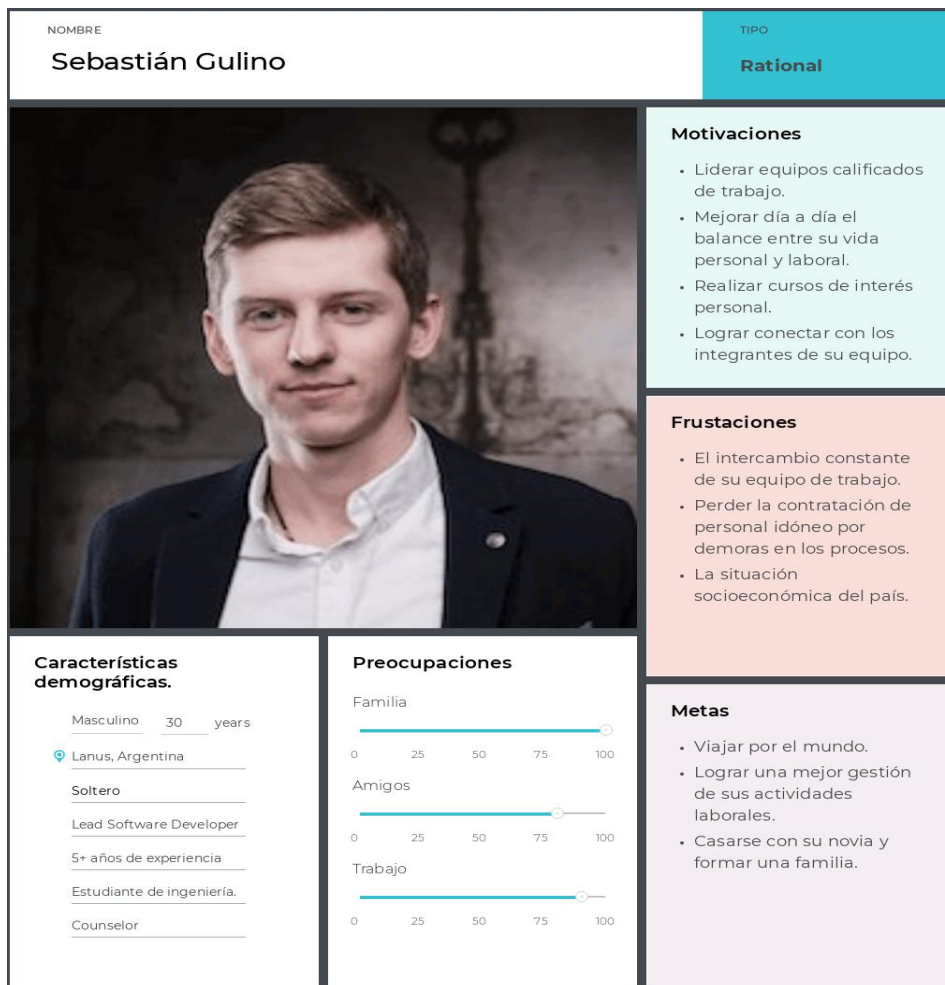 NOMBRE
Sebastián Gulino
TIPO
Rational
Motivaciones
• Liderar equipos calificados
de trabajo.
• Mejorar día a día el
balance entre su vida
personal y laboral.
• Realizar cursos de interés
personal.
• Lograr conectar con los
integrantes de su equipo.
Frustaciones
• El intercambio constante
de su equipo de trabajo.
• Perder la contratación de
personal idóneo por
demoras en los procesos.
• La situación
socioeconómica del país.
Características
demográficas.
Masculino 30 years
Lanus, Argentina
Soltero
Lead Software Developer
5+ años de experiencia
Estudiante de ingeniería.
Counselor
Preocupaciones
Familia
0 25 50 75 100
Amigos
0 25 50 75 100
Trabajo
0 25 50 75 100
Metas
• Viajar por el mundo.
• Lograr una mejor gestión
de sus actividades
laborales.
• Casarse con su novia y
formar una familia.